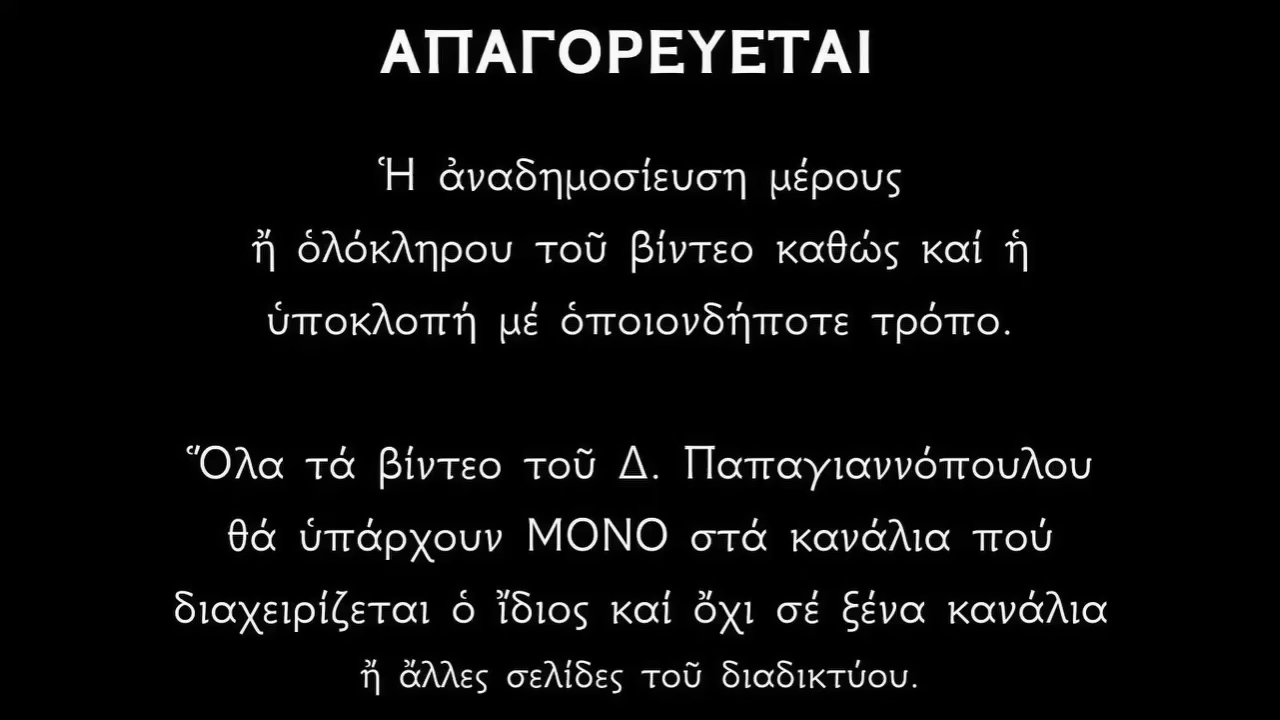 ΑΠΑΓΟΡΕΥΕΤΑΙ
Ἡ ἀναδημοσίευση μέρους
ἤ ὁλόκληρου τοῦ βίντεο καθώς καί ἡ
ὑποκλοπή μέ ὁποιονδήποτε τρόπο.
Ὅλα τά βίντεο τοῦ Δ. Παπαγιαννόπουλου
θά ὑπάρχουν ΜΟΝΟ στά κανάλια πού
διαχειρίζεται ὁ ἴδιος καί ὄχι σέ ξένα κανάλια
ἤ ἄλλες σελίδες τοῦ διαδικτύου.